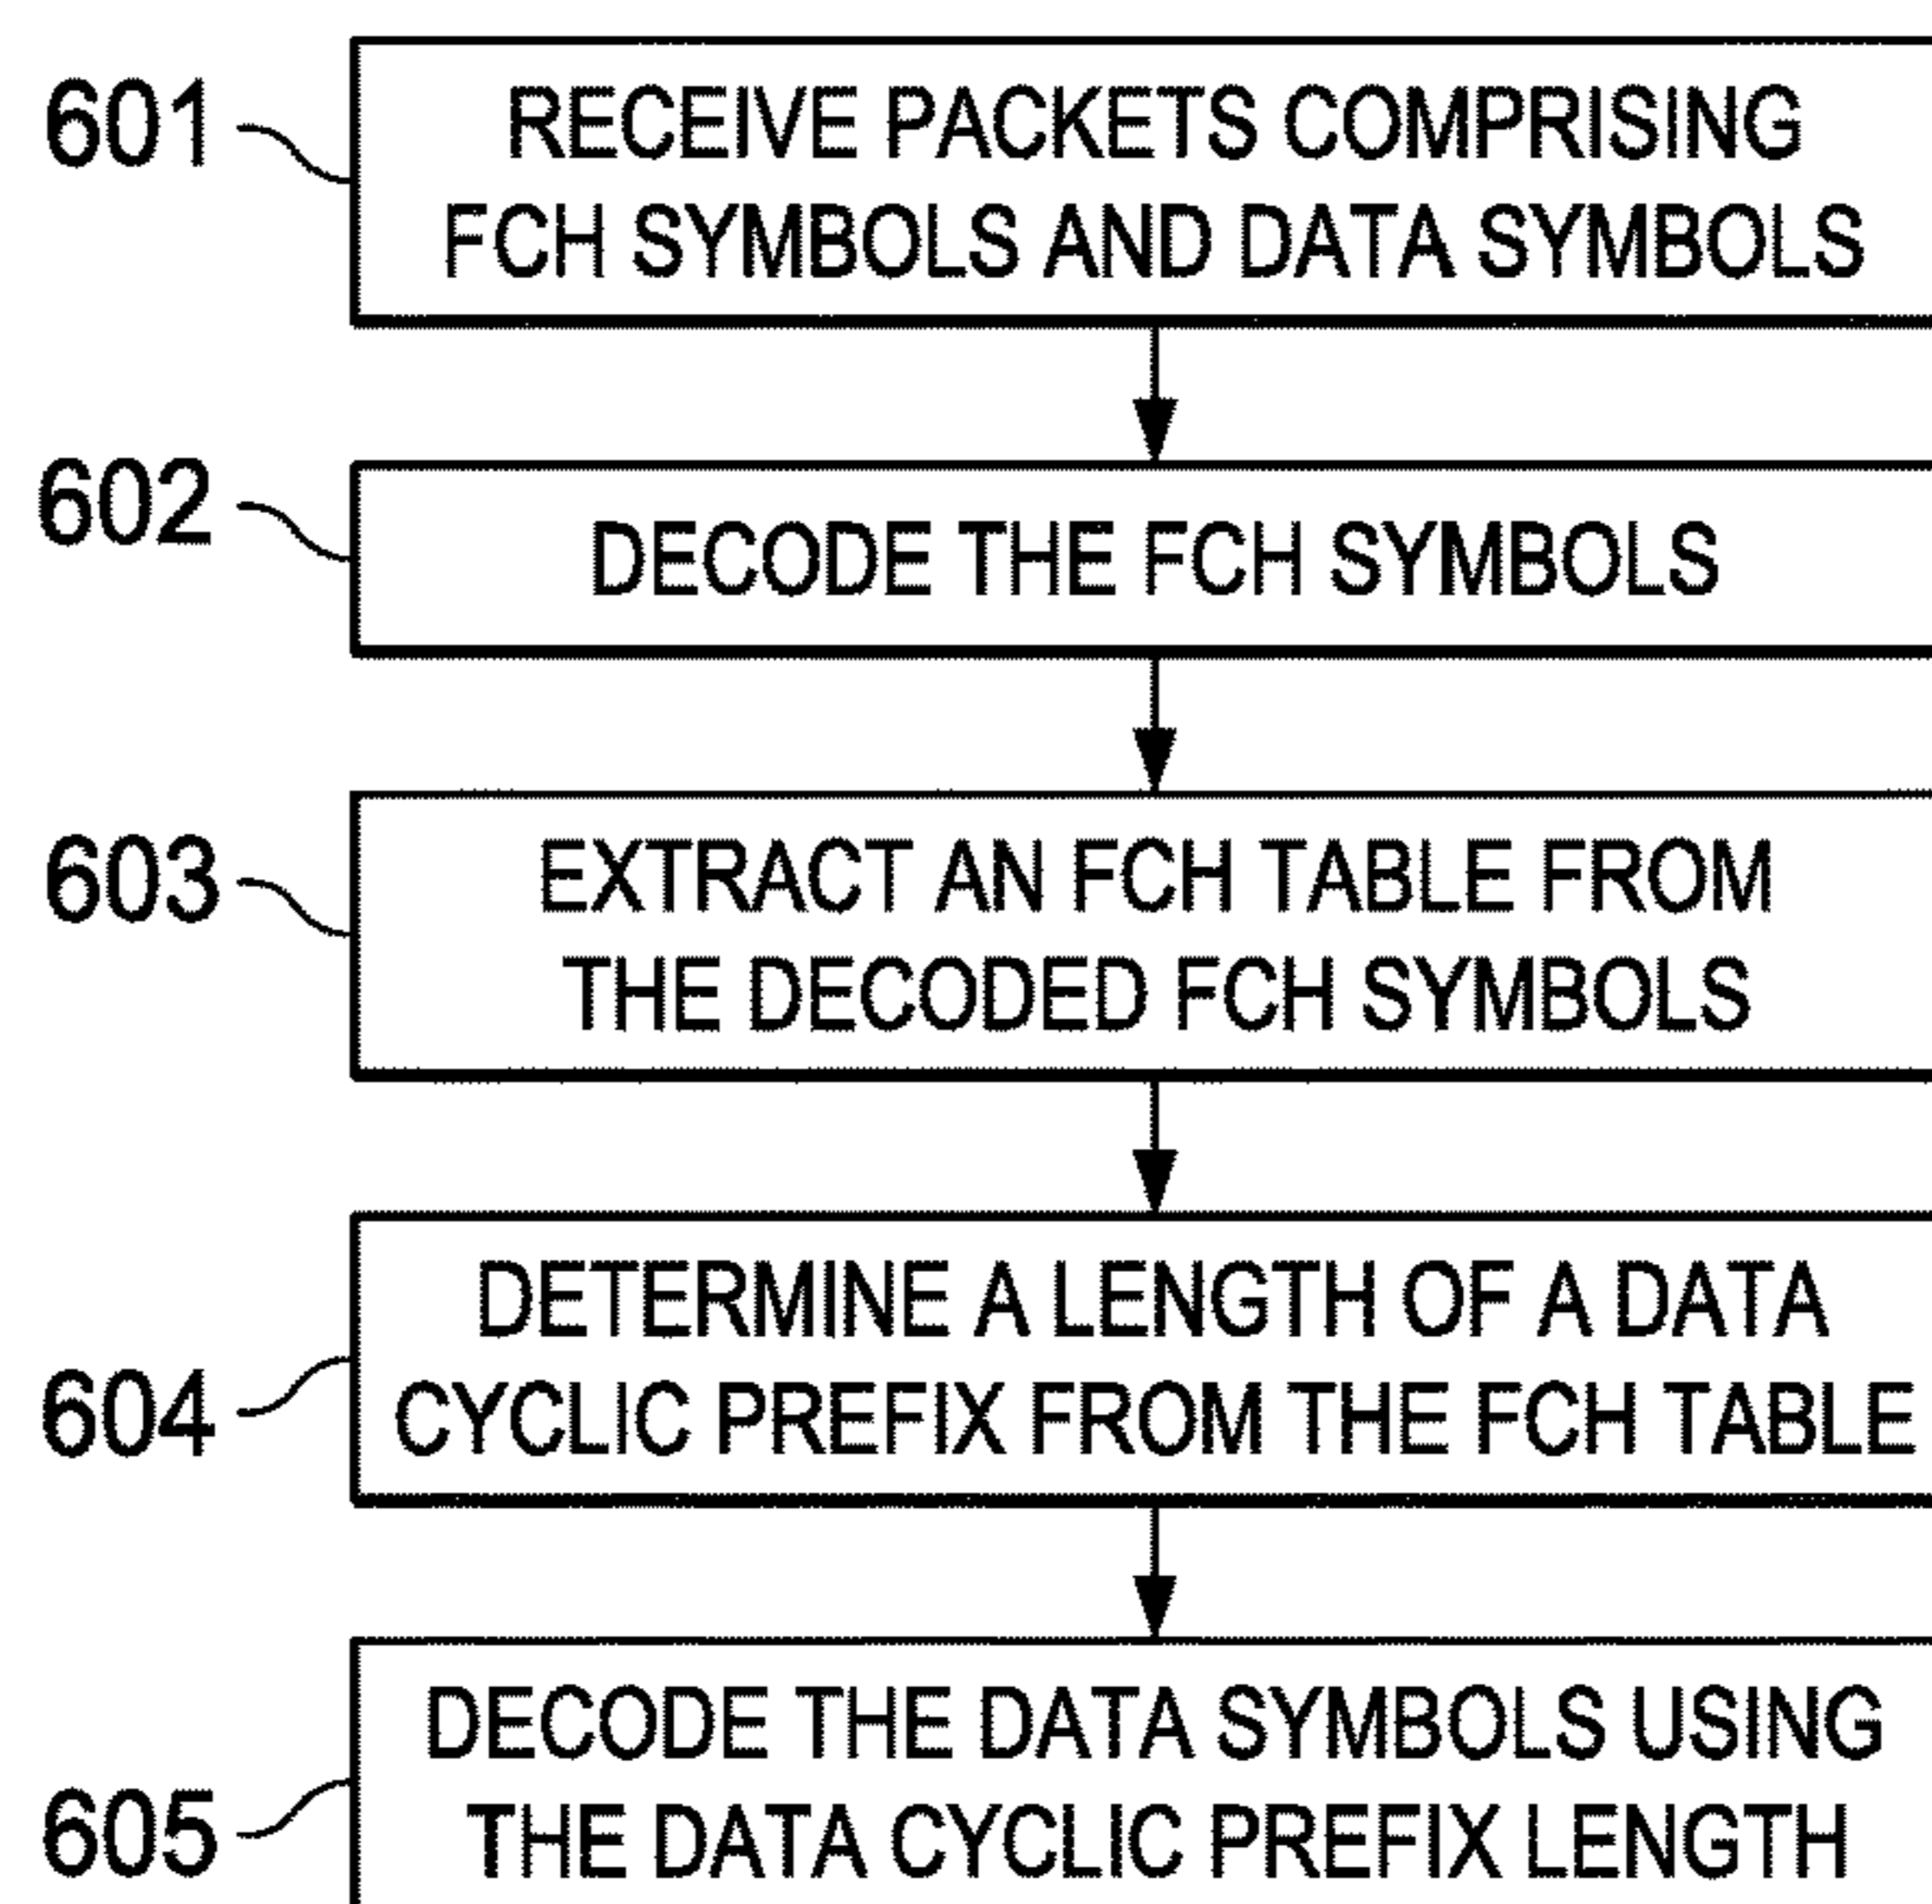 601
RECEIVE PACKETS COMPRISING
FCH SYMBOLS AND DATA SYMBOLS
602
DECODE THE FCH SYMBOLS
603
EXTRACT AN FCH TABLE FROM
THE DECODED FCH SYMBOLS
604
DETERMINE A LENGTH OF A DATA
CYCLIC PREFIX FROM THE FCH TABLE
605
DECODE THE DATA SYMBOLS USING
THE DATA CYCLIC PREFIX LENGTH